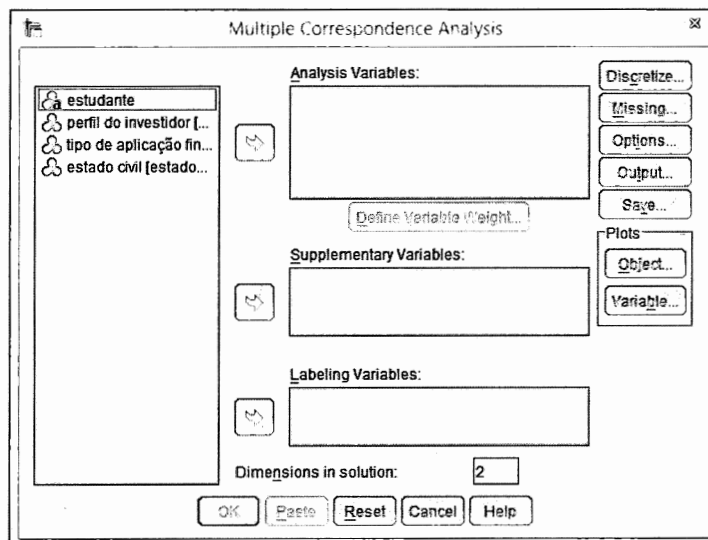 Multiple Correspondence Analysis
estudante
perfil do investidor [...
tipo de aplicação fin...
estado civil [estado...
Analysis Variables:
Define Variable Weight...
Supplementary Variables:
Labeling Variables:
Dimensions in solution:
2
Discretize...
Missing...
Options...
Output...
Save...
Plots
Object...
Variable...
OK
Paste
Reset
Cancel
Help